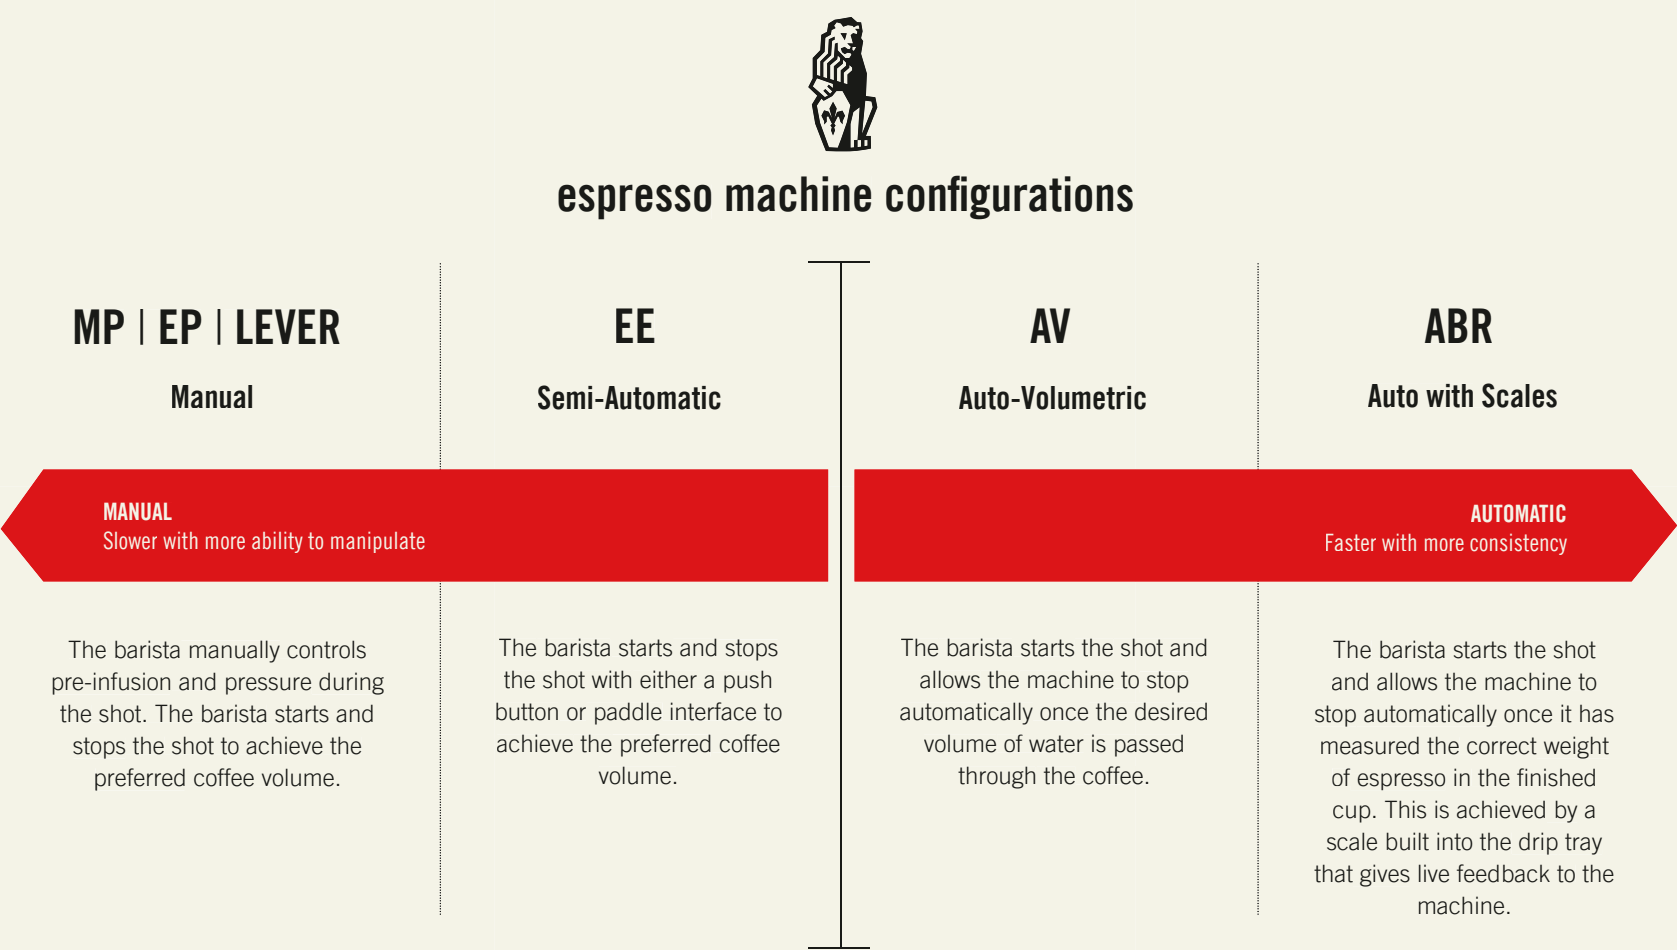 espresso machine configurations
MP | EP | LEVER
Manual
EE
Semi-Automatic
AV
Auto-Volumetric
ABR
Auto with Scales
MANUAL
Slower with more ability to manipulate
AUTOMATIC
Faster with more consistency
The barista manually controls
pre-infusion and pressure during
the shot. The barista starts and
stops the shot to achieve the
preferred coffee volume.
The barista starts and stops
the shot with either a push
button or paddle interface to
achieve the preferred coffee
volume.
The barista starts the shot and
allows the machine to stop
automatically once the desired
volume of water is passed
through the coffee.
The barista starts the shot
and allows the machine to
stop automatically once it has
measured the correct weight
of espresso in the finished
cup. This is achieved by a
scale built into the drip tray
that gives live feedback to the
machine.